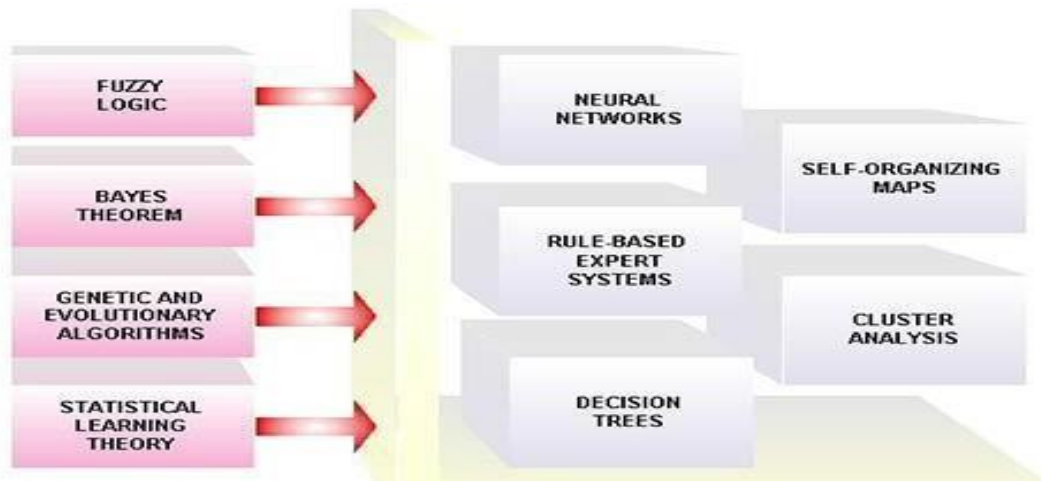 FUZZY
LOGIC
BAYES
THEOREM
GENETIC AND
EVOLUTIONARY
ALGORITHMS
STATISTICAL
LEARNING
THEORY
NEURAL
NETWORKS
RULE-BASED
EXPERT
SYSTEMS
DECISION
TREES
SELF-ORGANIZING
MAPS
CLUSTER
ANALYSIS